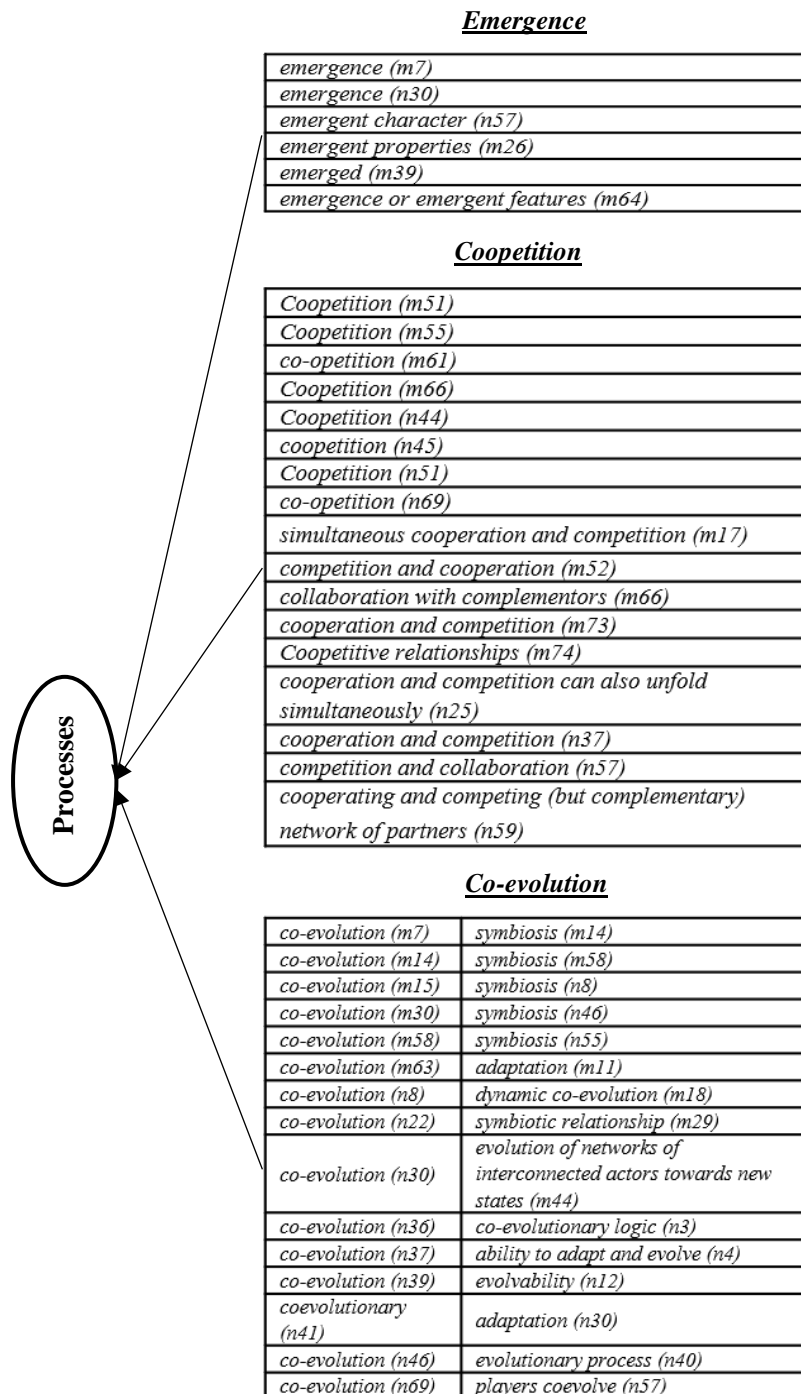 Emergence
emergence (m7)
emergence (n30)
emergent character (n57)
emergent properties (m26)
emerged (m39)
emergence or emergent features (m64)
Coopetition
Coopetition (m51)
Coopetition (m55)
co-opetition (m61)
Coopetition (m66)
Coopetition (n44)
coopetition (n45)
Coopetition (n51)
co-opetition (n69)
simultaneous cooperation and competition (m17)
competition and cooperation (m52)
collaboration with complementors (m66)
cooperation and competition (m73)
Coopetitive relationships (m74)
cooperation and competition can also unfold
simultaneously (n25)
cooperation and competition (n37)
competition and collaboration (n57)
cooperating and competing (but complementary)
network of partners (n59)
Processes
Co-evolution
co-evolution (m7) symbiosis (m14)
co-evolution (m14) symbiosis (m58)
co-evolution (m15) symbiosis (n8)
co-evolution (m30) symbiosis (n46)
co-evolution (m58) symbiosis (n55)
co-evolution (m63) adaptation (m11)
co-evolution (n8) dynamic co-evolution (m18)
co-evolution (n22) symbiotic relationship (m29)
co-evolution (n30)
evolution of networks of
interconnected actors towards new
states (m44)
co-evolution (n36) co-evolutionary logic (n3)
co-evolution (n37) ability to adapt and evolve (n4)
co-evolution (n39) evolvability (n12)
coevolutionary
(n41)
adaptation (n30)
co-evolution (n46) evolutionary process (n40)
co-evolution (n69) players coevolve (n57)